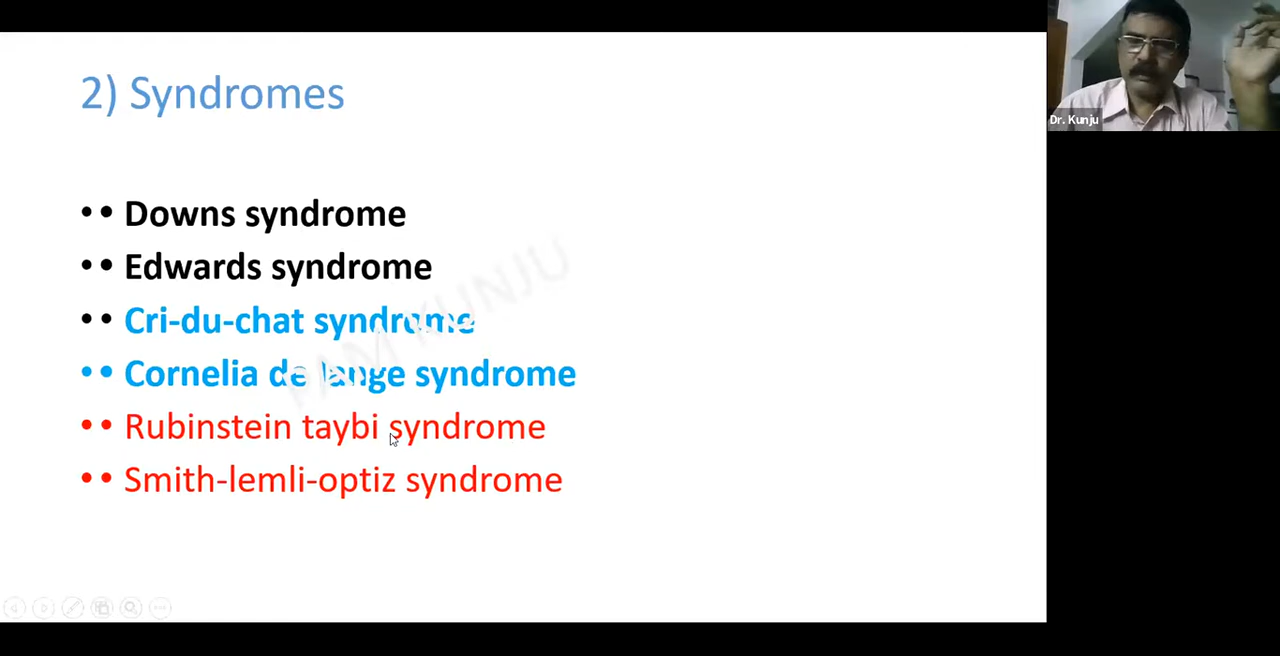 2) Syndromes
Dr. Kunju
•• Downs syndrome
•• Edwards syndrome
•• Cri-du-chat syndrome
•• Cornelia de lange syndrome
•• Rubinstein taybi syndrome
•• Smith-lemli-optiz syndrome
KUNJU